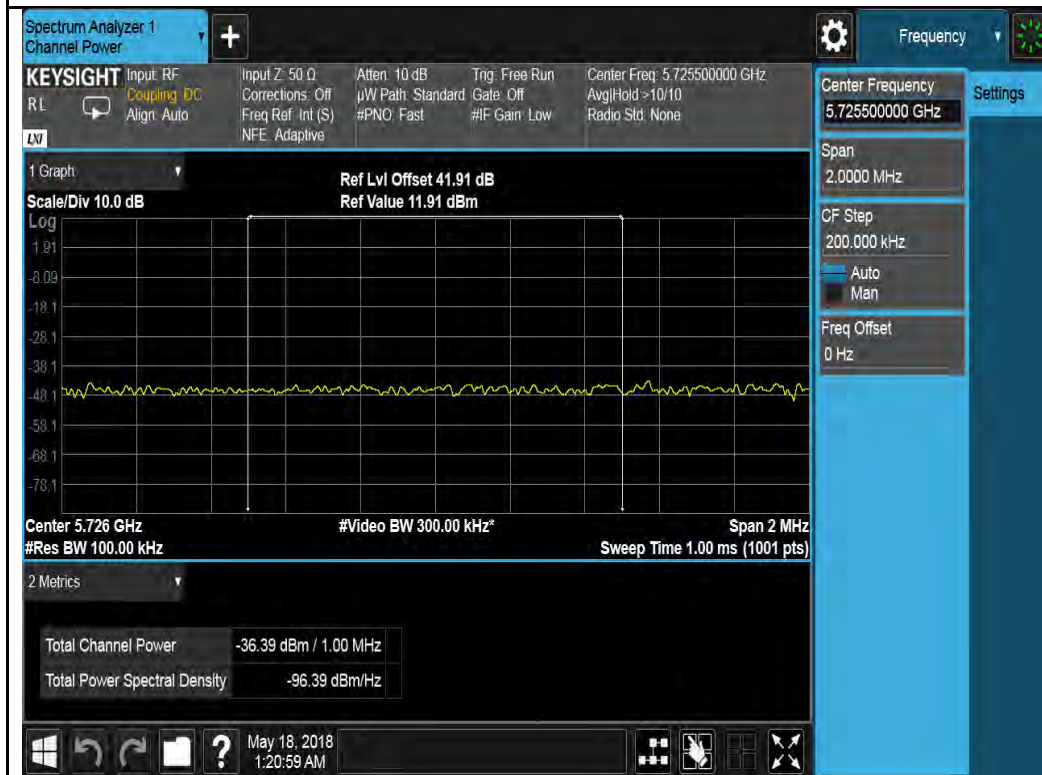 Spectrum Analyzer 1
Channel Power
+
Frequency
KEYSIGHT
RL
LXI
Input: RF
Coupling: DC
Align: Auto
Input Z: 50 Ω
Corrections: Off
Freq Ref: Int (S)
NFE: Adaptive
Atten: 10 dB
µW Path: Standard
#PNO: Fast
Trig: Free Run
Gate: Off
#IF Gain: Low
Center Freq: 5.725500000 GHz
Avg|Hold >10/10
Radio Std: None
1 Graph
Scale/Div 10.0 dB
Ref Lvl Offset 41.91 dB
Ref Value 11.91 dBm
Log
1.91
-8.09
-18.1
-28.1
-38.1
-48.1
-58.1
-68.1
-78.1
Center 5.726 GHz
#Video BW 300.00 kHz*
Span 2 MHz
#Res BW 100.00 kHz
Sweep Time 1.00 ms (1001 pts)
2 Metrics
Total Channel Power -36.39 dBm / 1.00 MHz
Total Power Spectral Density -96.39 dBm/Hz
Center Frequency
5.725500000 GHz
Span
2.0000 MHz
CF Step
200.000 kHz
Auto
Man
Freq Offset
0 Hz
Settings
?
May 18, 2018
1:20:59 AM